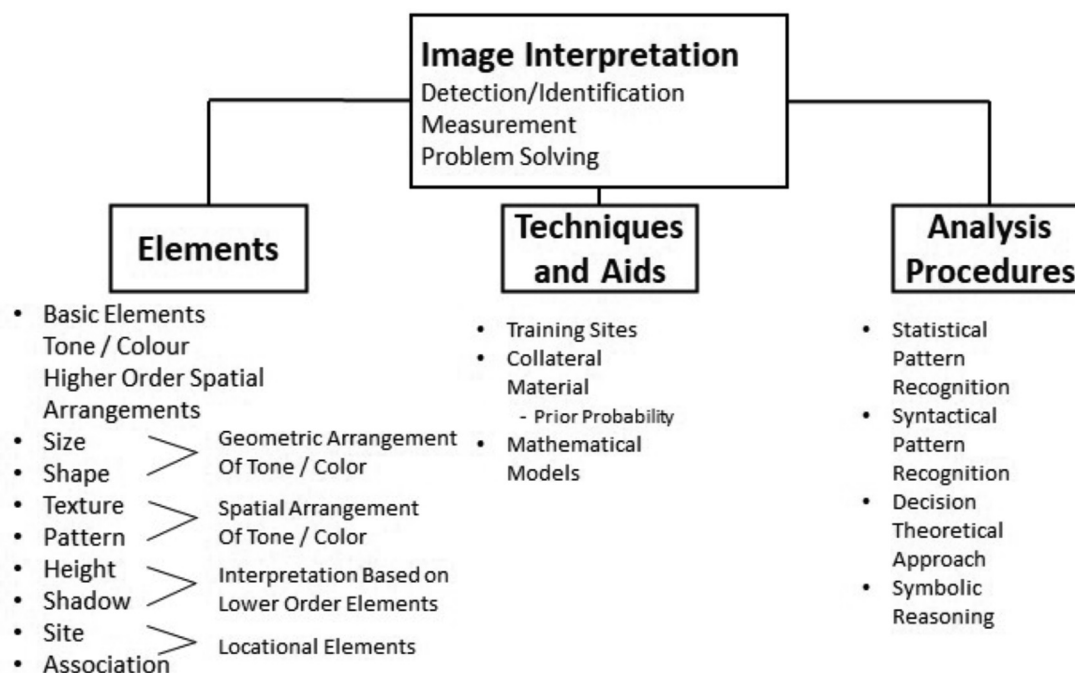 Image Interpretation
Detection/Identification
Measurement
Problem Solving
Elements
• Basic Elements
Tone / Colour
Higher Order Spatial
Arrangements
• Size
• Shape
Geometric Arrangement
Of Tone / Color
• Texture
• Pattern
Spatial Arrangement
Of Tone / Color
• Height
• Shadow
Interpretation Based on
Lower Order Elements
• Site
• Association
Locational Elements
Techniques
and Aids
• Training Sites
• Collateral
Material
- Prior Probability
• Mathematical
Models
Analysis
Procedures
• Statistical
Pattern
Recognition
• Syntactical
Pattern
Recognition
• Decision
Theoretical
Approach
• Symbolic
Reasoning